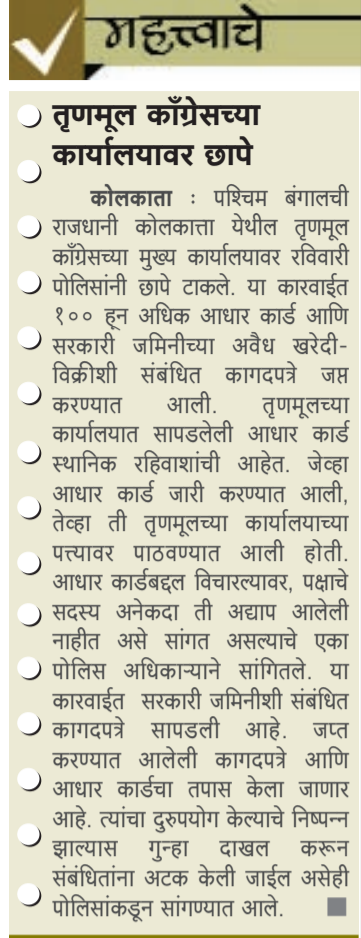 महत्त्वाचे
तृणमूल काँग्रेसच्या
कार्यालयावर छापे
कोलकाता : पश्चिम बंगालची
राजधानी कोलकात्ता येथील तृणमूल
काँग्रेसच्या मुख्य कार्यालयावर रविवारी
पोलिसांनी छापे टाकले. या कारवाईत
१०० हून अधिक आधार कार्ड आणि
सरकारी जमिनीच्या अवैध खरेदी-
विक्रीशी संबंधित कागदपत्रे जप्त
करण्यात आली. तृणमूलच्या
कार्यालयात सापडलेली आधार कार्ड
स्थानिक रहिवाशांची आहेत. जेव्हा
आधार कार्ड जारी करण्यात आली,
तेव्हा ती तृणमूलच्या कार्यालयाच्या
पत्त्यावर पाठवण्यात आली होती.
आधार कार्डबद्दल विचारल्यावर, पक्षाचे
सदस्य अनेकदा ती अद्याप आलेली
नाहीत असे सांगत असल्याचे एका
पोलिस अधिकाऱ्याने सांगितले. या
कारवाईत सरकारी जमिनीशी संबंधित
कागदपत्रे सापडली आहे. जप्त
करण्यात आलेली कागदपत्रे आणि
आधार कार्डचा तपास केला जाणार
आहे. त्यांचा दुरुपयोग केल्याचे निष्पन्न
झाल्यास गुन्हा दाखल करून
संबंधितांना अटक केली जाईल असेही
पोलिसांकडून सांगण्यात आले.